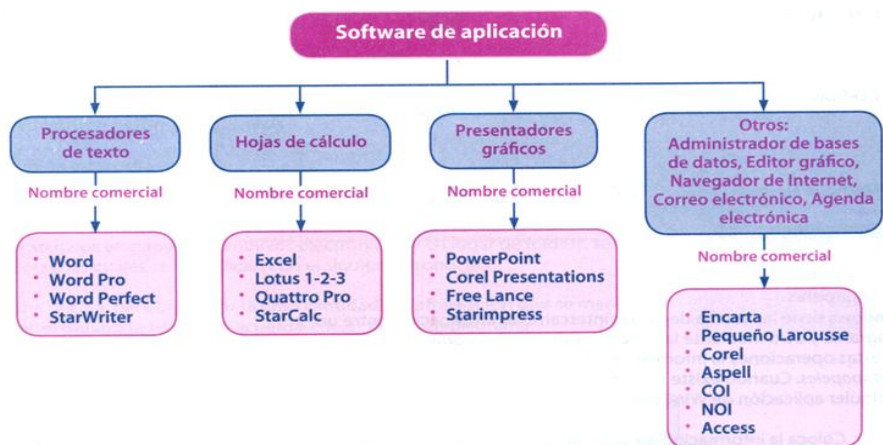 Software de aplicación
Procesadores
de texto
Nombre comercial
• Word
• Word Pro
• Word Perfect
• StarWriter
Hojas de cálculo
Nombre comercial
• Excel
• Lotus 1-2-3
• Quattro Pro
• StarCalc
Presentadores
gráficos
Nombre comercial
• PowerPoint
• Corel Presentations
• Free Lance
• Starimpress
Otros:
Administrador de bases
de datos, Editor gráfico,
Navegador de Internet,
Correo electrónico, Agenda
electrónica
Nombre comercial
• Encarta
• Pequeño Larousse
• Corel
• Aspell
• COI
• NOI
• Access